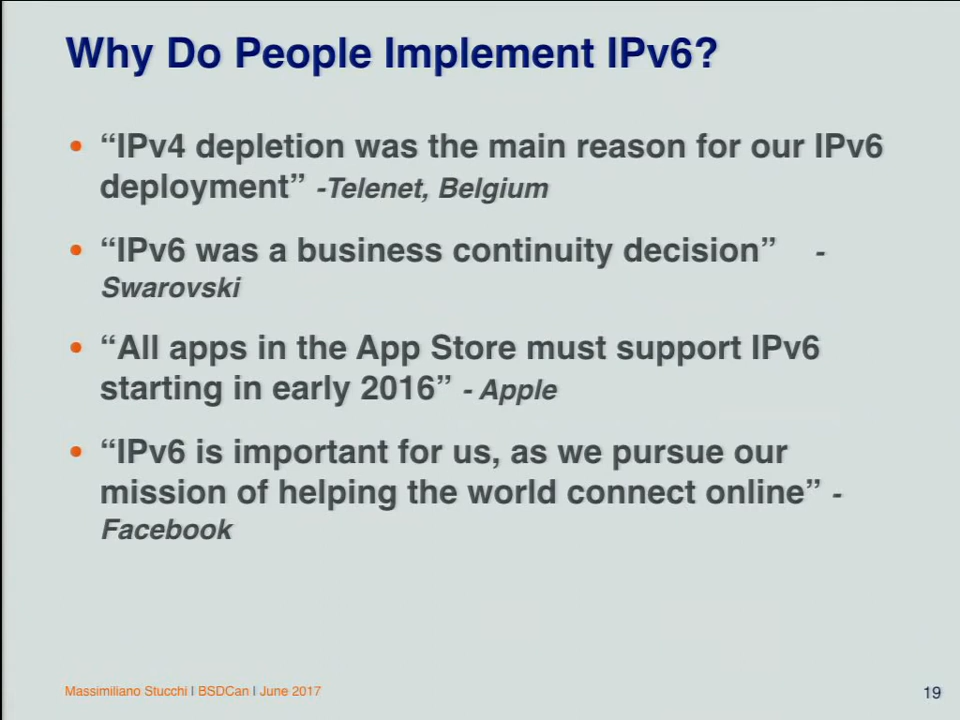 Why Do People Implement IPv6?
• “IPv4 depletion was the main reason for our IPv6
deployment” -Telenet, Belgium
• “IPv6 was a business continuity decision” -
Swarovski
• “All apps in the App Store must support IPv6
starting in early 2016” - Apple
• “IPv6 is important for us, as we pursue our
mission of helping the world connect online” -
Facebook
Massimiliano Stucchi | BSDCan | June 2017
19